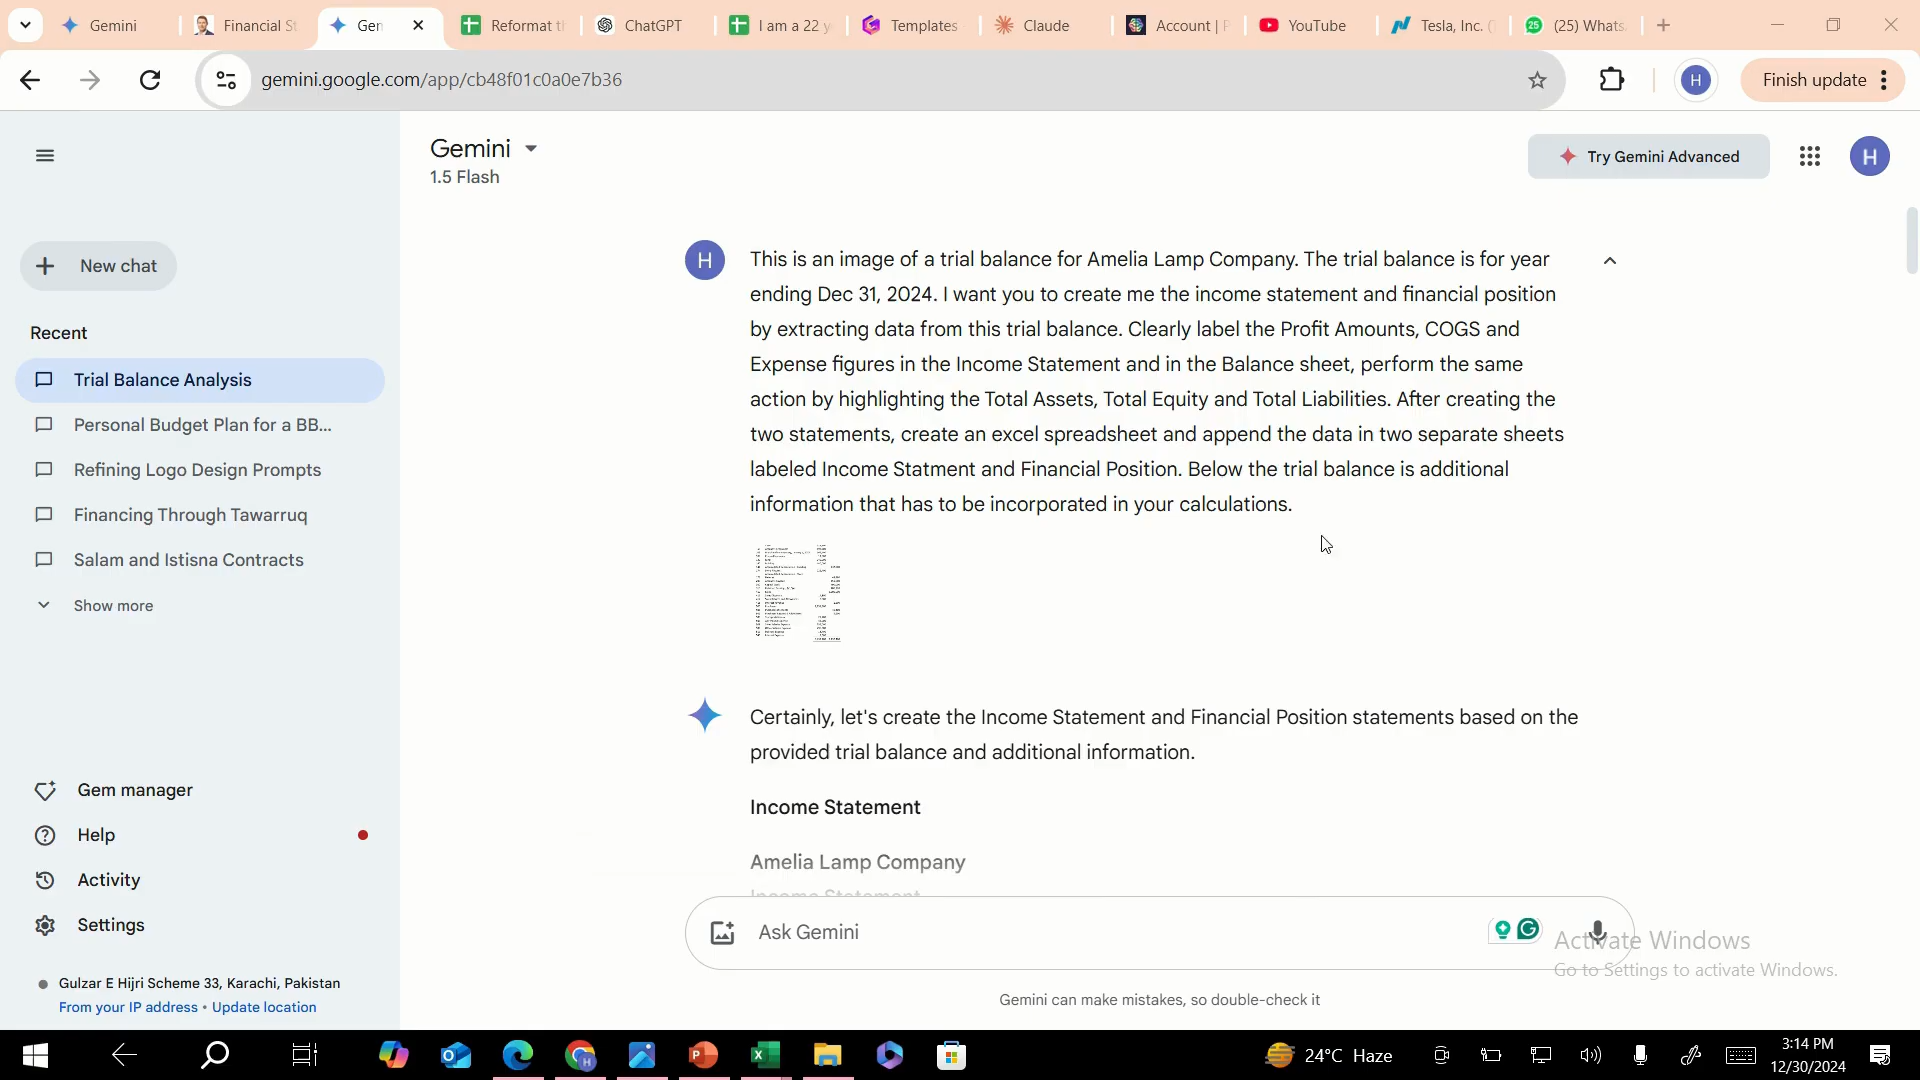 Gemini
Financial St
Gen
Reformat th
ChatGPT
I am a 22 y
Templates
Claude
Account | P
YouTube
Tesla, Inc. (
(25) Whats
gemini.google.com/app/cb48f01c0a0e7b36
H
Finish update
Gemini
1.5 Flash
Try Gemini Advanced
H
New chat
Recent
Trial Balance Analysis
Personal Budget Plan for a BB...
Refining Logo Design Prompts
Financing Through Tawarruq
Salam and Istisna Contracts
Show more
Gem manager
Help
Activity
Settings
Gulzar E Hijri Scheme 33, Karachi, Pakistan
From your IP address • Update location
H
This is an image of a trial balance for Amelia Lamp Company. The trial balance is for year
ending Dec 31, 2024. I want you to create me the income statement and financial position
by extracting data from this trial balance. Clearly label the Profit Amounts, COGS and
Expense figures in the Income Statement and in the Balance sheet, perform the same
action by highlighting the Total Assets, Total Equity and Total Liabilities. After creating the
two statements, create an excel spreadsheet and append the data in two separate sheets
labeled Income Statment and Financial Position. Below the trial balance is additional
information that has to be incorporated in your calculations.
Certainly, let's create the Income Statement and Financial Position statements based on the
provided trial balance and additional information.
Income Statement
Amelia Lamp Company
Income Statement
Ask Gemini
Gemini can make mistakes, so double-check it
Activate Windows
Go to Settings to activate Windows.
24°C Haze
3:14 PM
12/30/2024